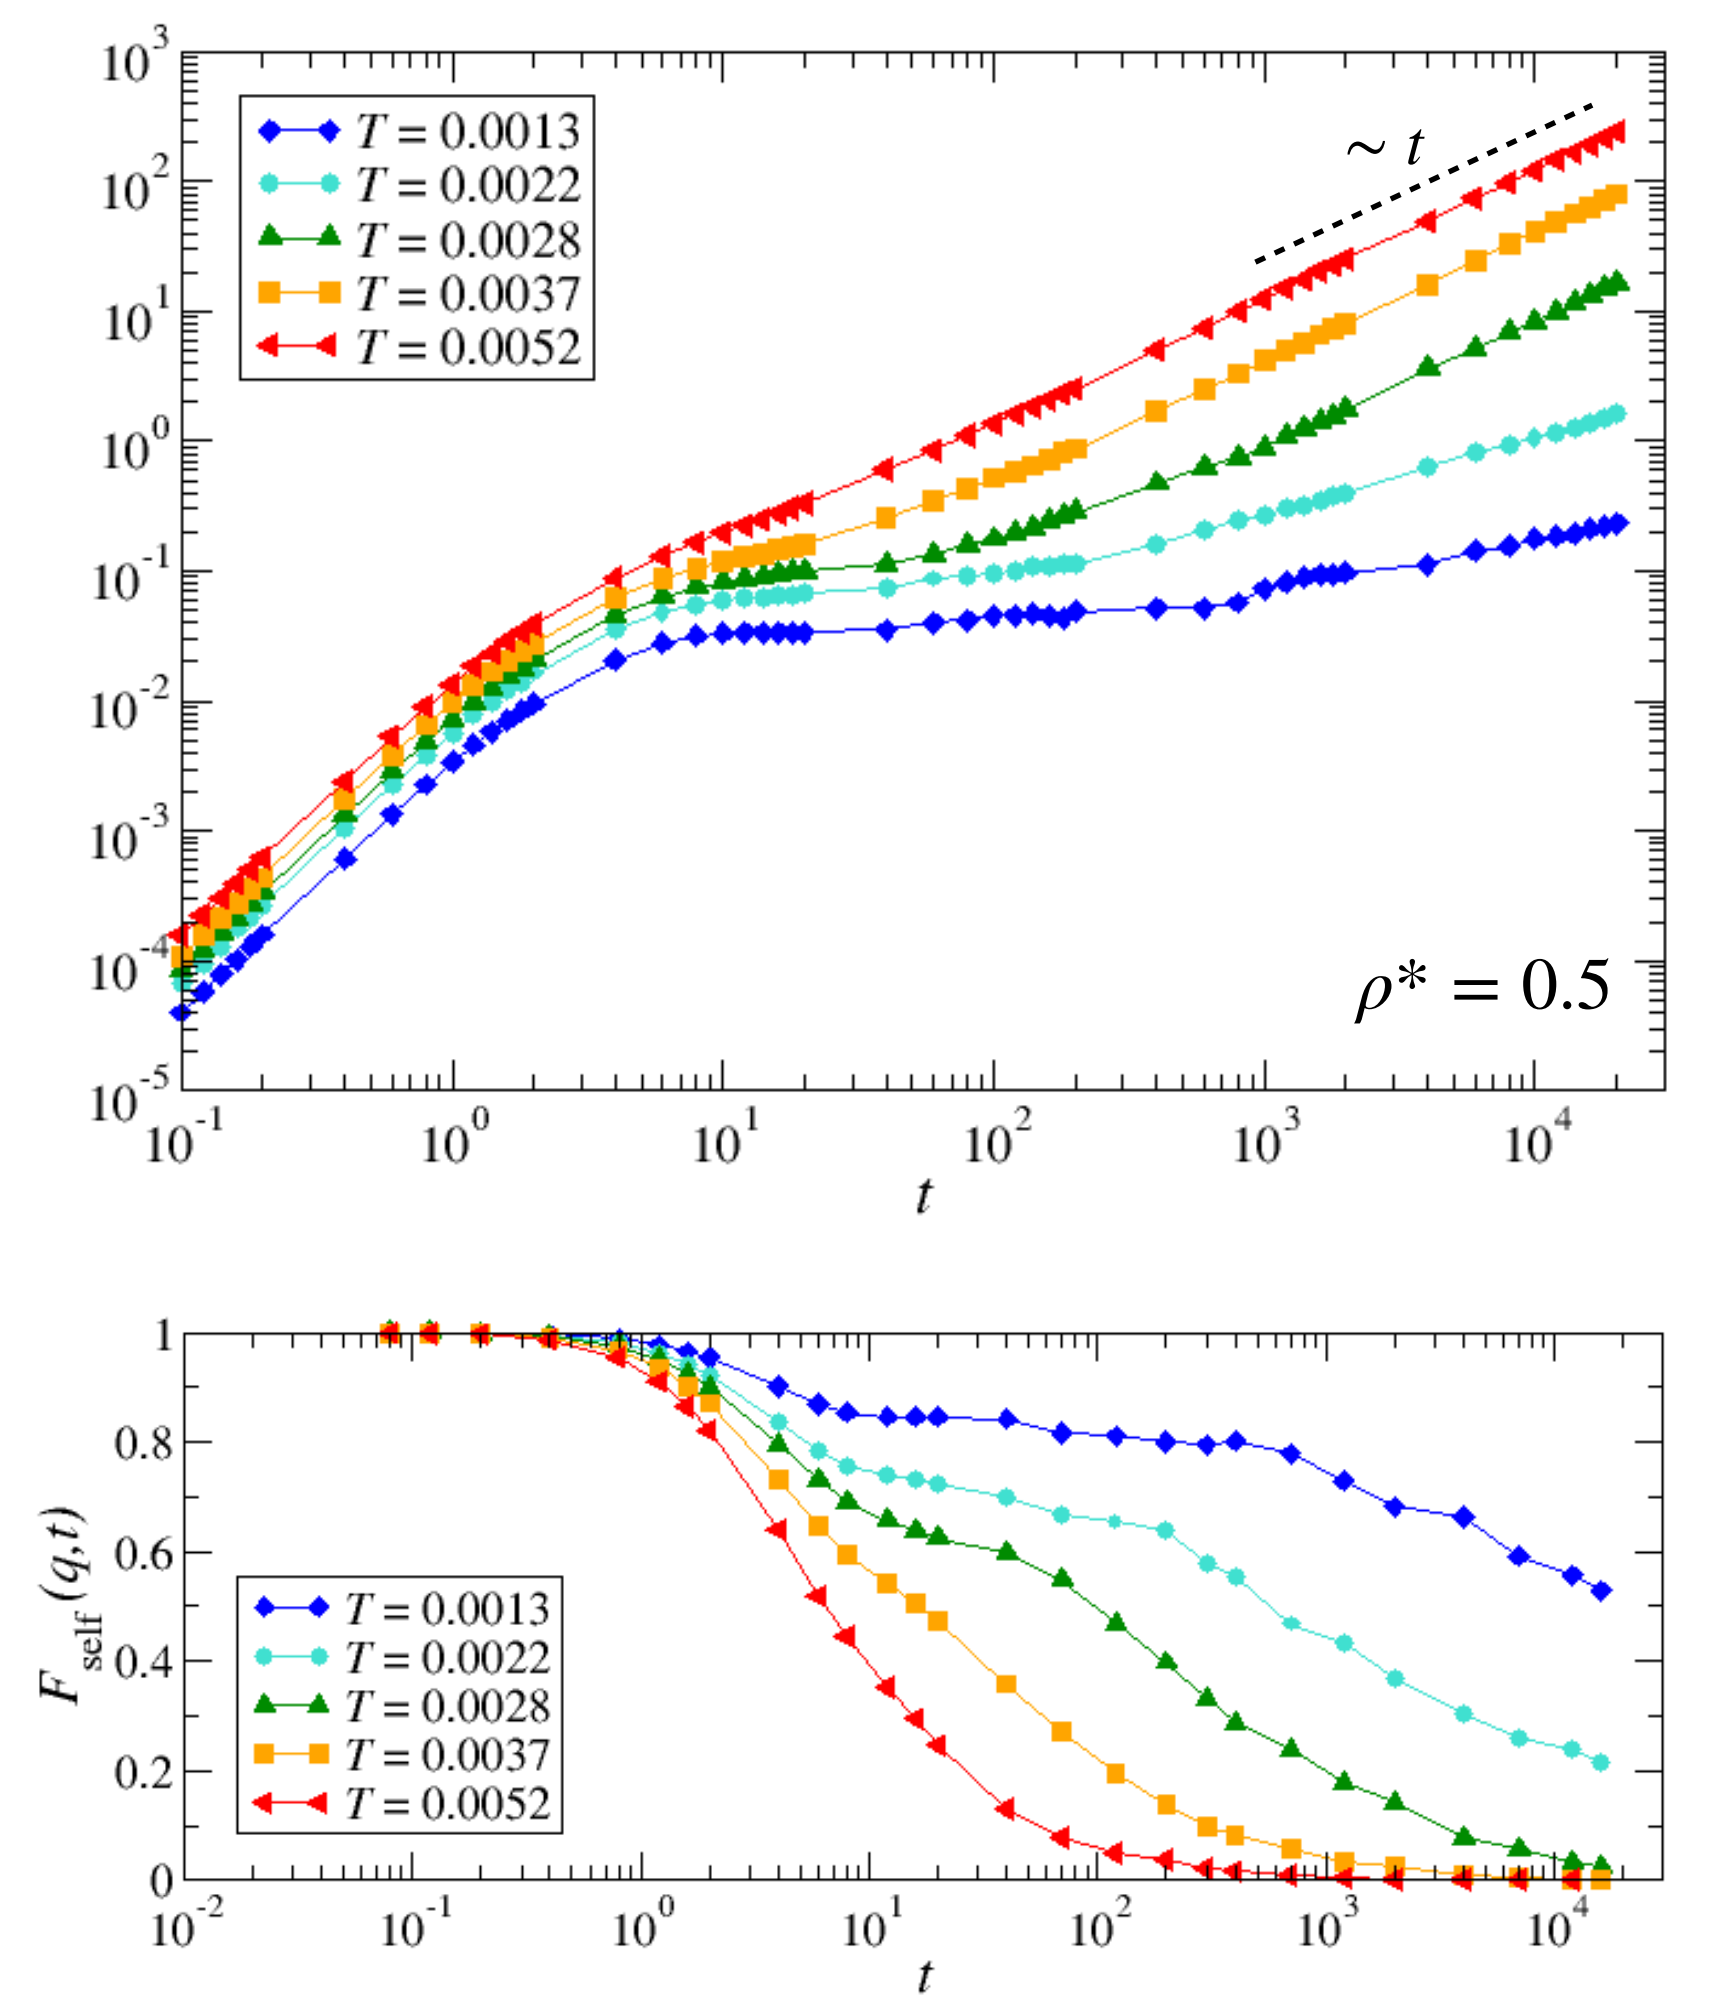 10^3
T = 0.0013
T = 0.0022
T = 0.0028
T = 0.0037
T = 0.0052
~ t
10^2
10^1
10^0
10^-1
10^-2
10^-3
10^-4
ρ* = 0.5
10^-5
10^-1 10^0 10^1 10^2 10^3 10^4
t
1
0.8
0.6
0.4
0.2
0
F_self(q,t)
T = 0.0013
T = 0.0022
T = 0.0028
T = 0.0037
T = 0.0052
10^-2 10^-1 10^0 10^1 10^2 10^3 10^4
t